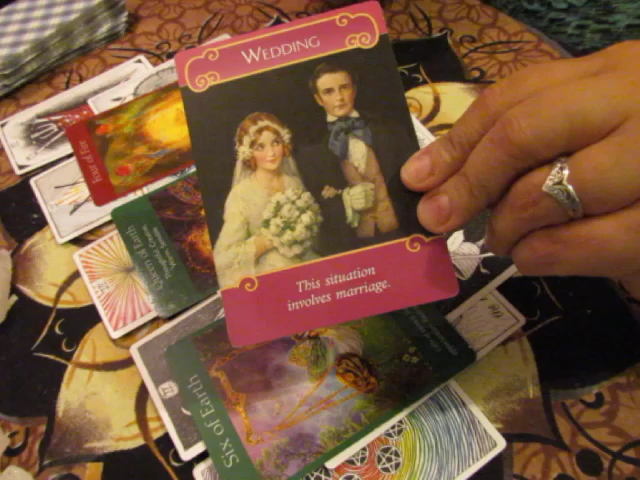 WEDDING
This situation
involves marriage.
Four of Fire
Queen of Earth
Six of Earth